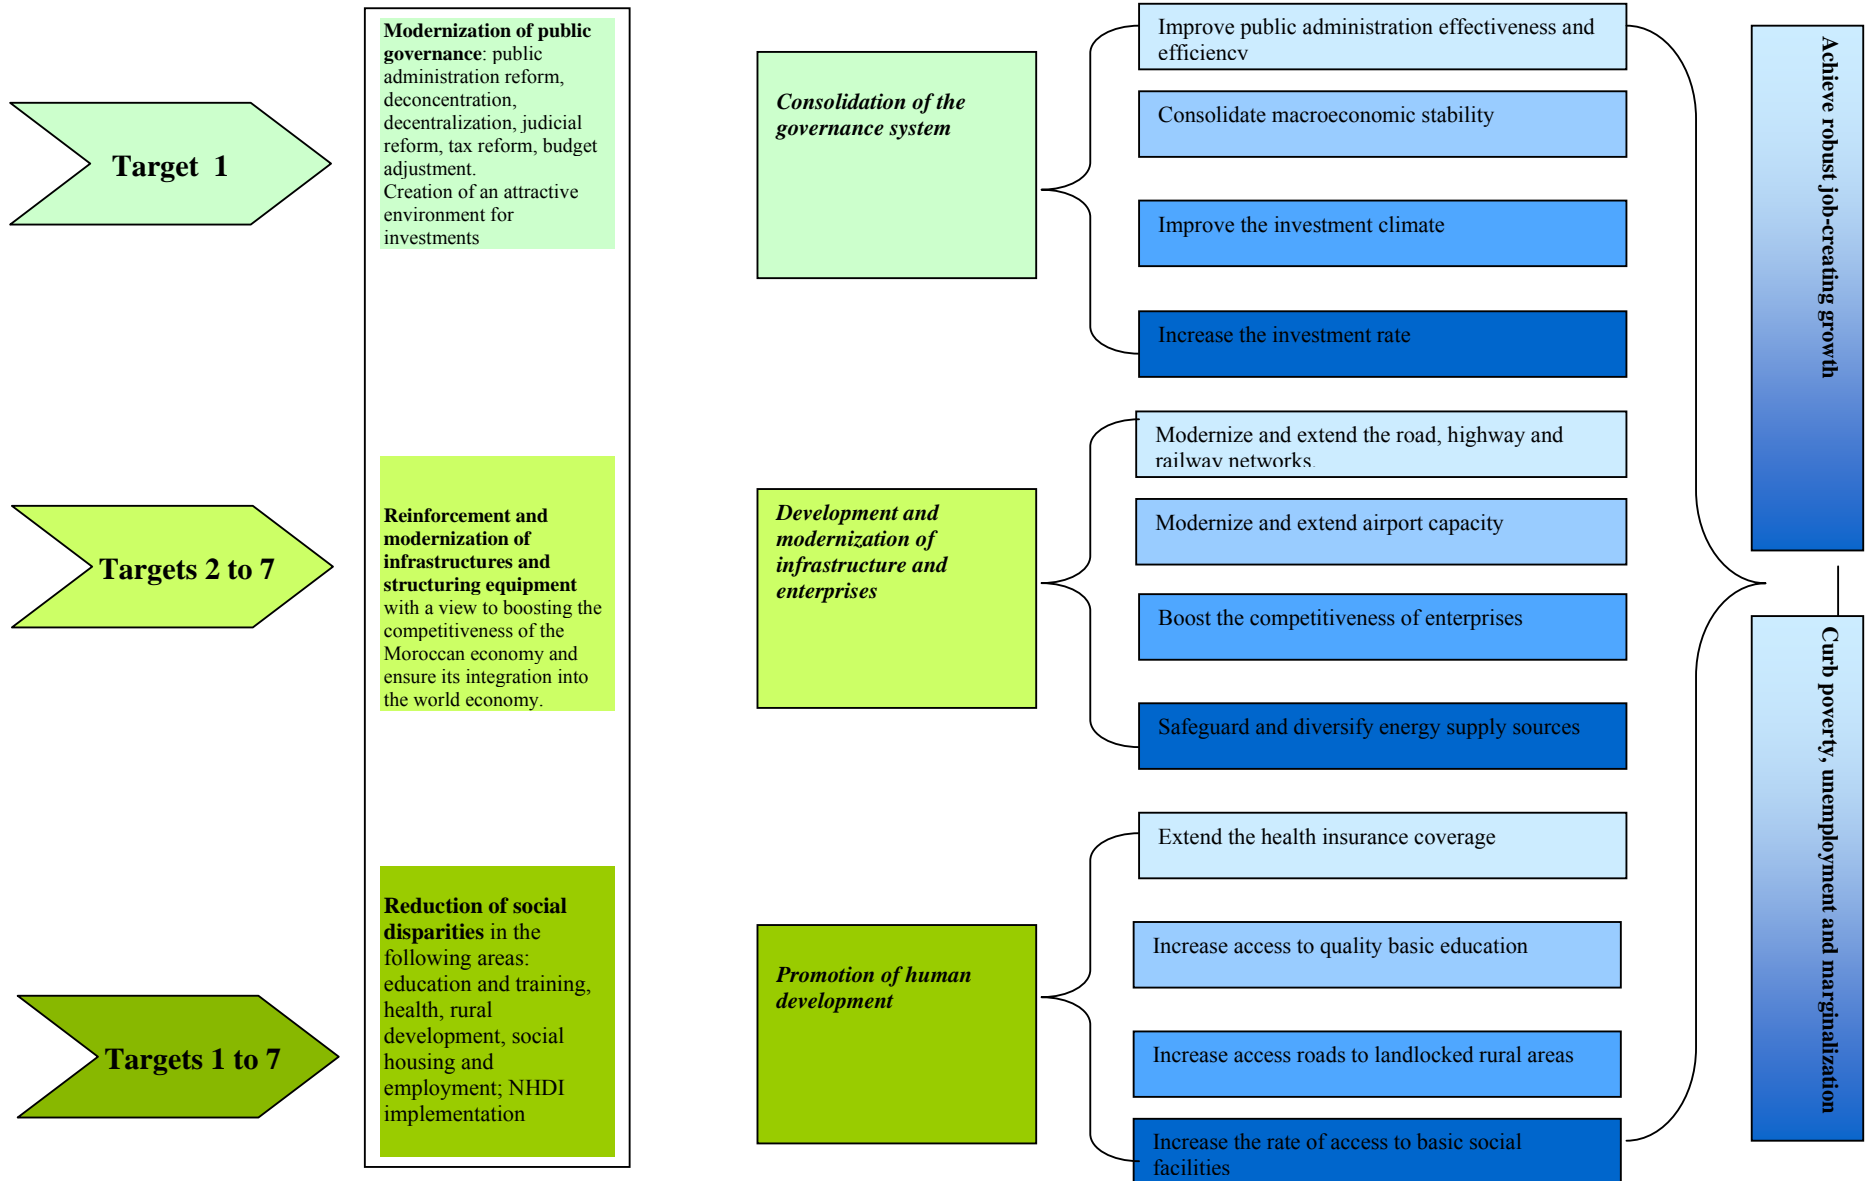 Target 1
Modernization of public
governance: public
administration reform,
deconcentration,
decentralization, judicial
reform, tax reform, budget
adjustment.
Creation of an attractive
environment for
investments
Consolidation of the
governance system
Improve public administration effectiveness and
efficiency
Consolidate macroeconomic stability
Improve the investment climate
Increase the investment rate
Targets 2 to 7
Reinforcement and
modernization of
infrastructures and
structuring equipment
with a view to boosting the
competitiveness of the
Moroccan economy and
ensure its integration into
the world economy.
Development and
modernization of
infrastructure and
enterprises
Modernize and extend the road, highway and
railway networks.
Modernize and extend airport capacity
Boost the competitiveness of enterprises
Safeguard and diversify energy supply sources
Targets 1 to 7
Reduction of social
disparities in the
following areas:
education and training,
health, rural
development, social
housing and
employment; NHDI
implementation
Promotion of human
development
Extend the health insurance coverage
Increase access to quality basic education
Increase access roads to landlocked rural areas
Increase the rate of access to basic social
facilities
Achieve robust job-creating growth
Curb poverty, unemployment and marginalization